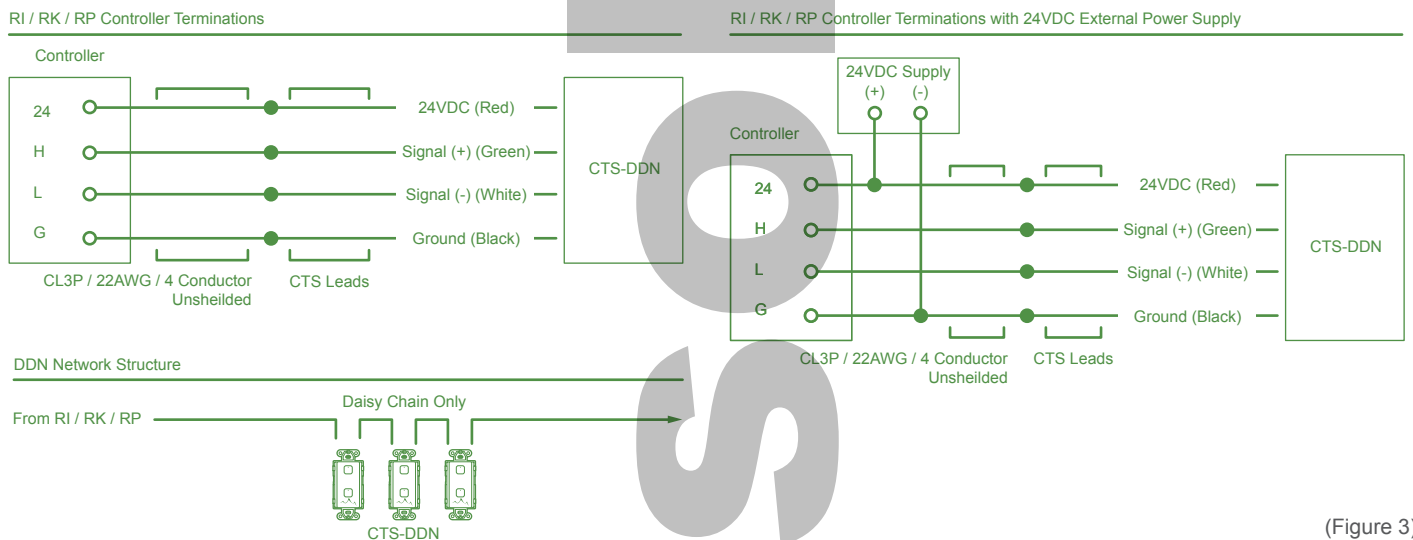 RI / RK / RP Controller Terminations
Controller
24
H
L
G
24VDC (Red)
Signal (+) (Green)
Signal (-) (White)
Ground (Black)
CTS-DDN
CL3P / 22AWG / 4 Conductor
Unsheilded
CTS Leads
RI / RK / RP Controller Terminations with 24VDC External Power Supply
24VDC Supply
(+) (-)
Controller
24
H
L
G
24VDC (Red)
Signal (+) (Green)
Signal (-) (White)
Ground (Black)
CTS-DDN
CL3P / 22AWG / 4 Conductor
Unsheilded
CTS Leads
DDN Network Structure
From RI / RK / RP
Daisy Chain Only
CTS-DDN
(Figure 3)